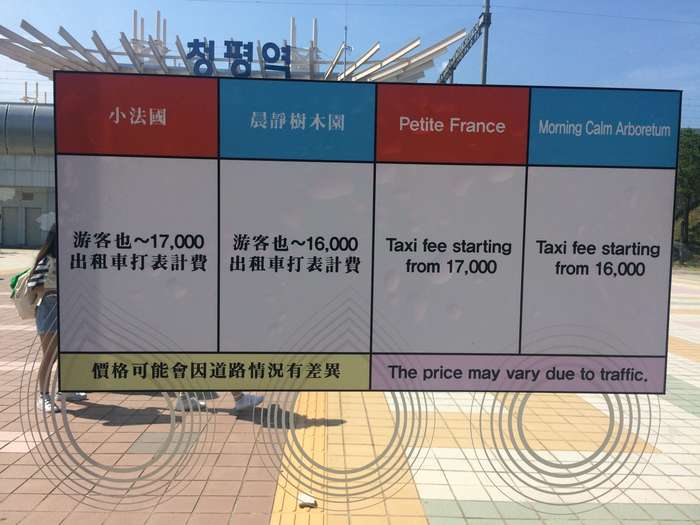 청평역
小法國
晨靜樹木園
Petite France
Morning Calm Arboretum
游客也～17,000
出租車打表計費
游客也～16,000
出租車打表計費
Taxi fee starting
from 17,000
Taxi fee starting
from 16,000
價格可能會因道路情況有差異
The price may vary due to traffic.